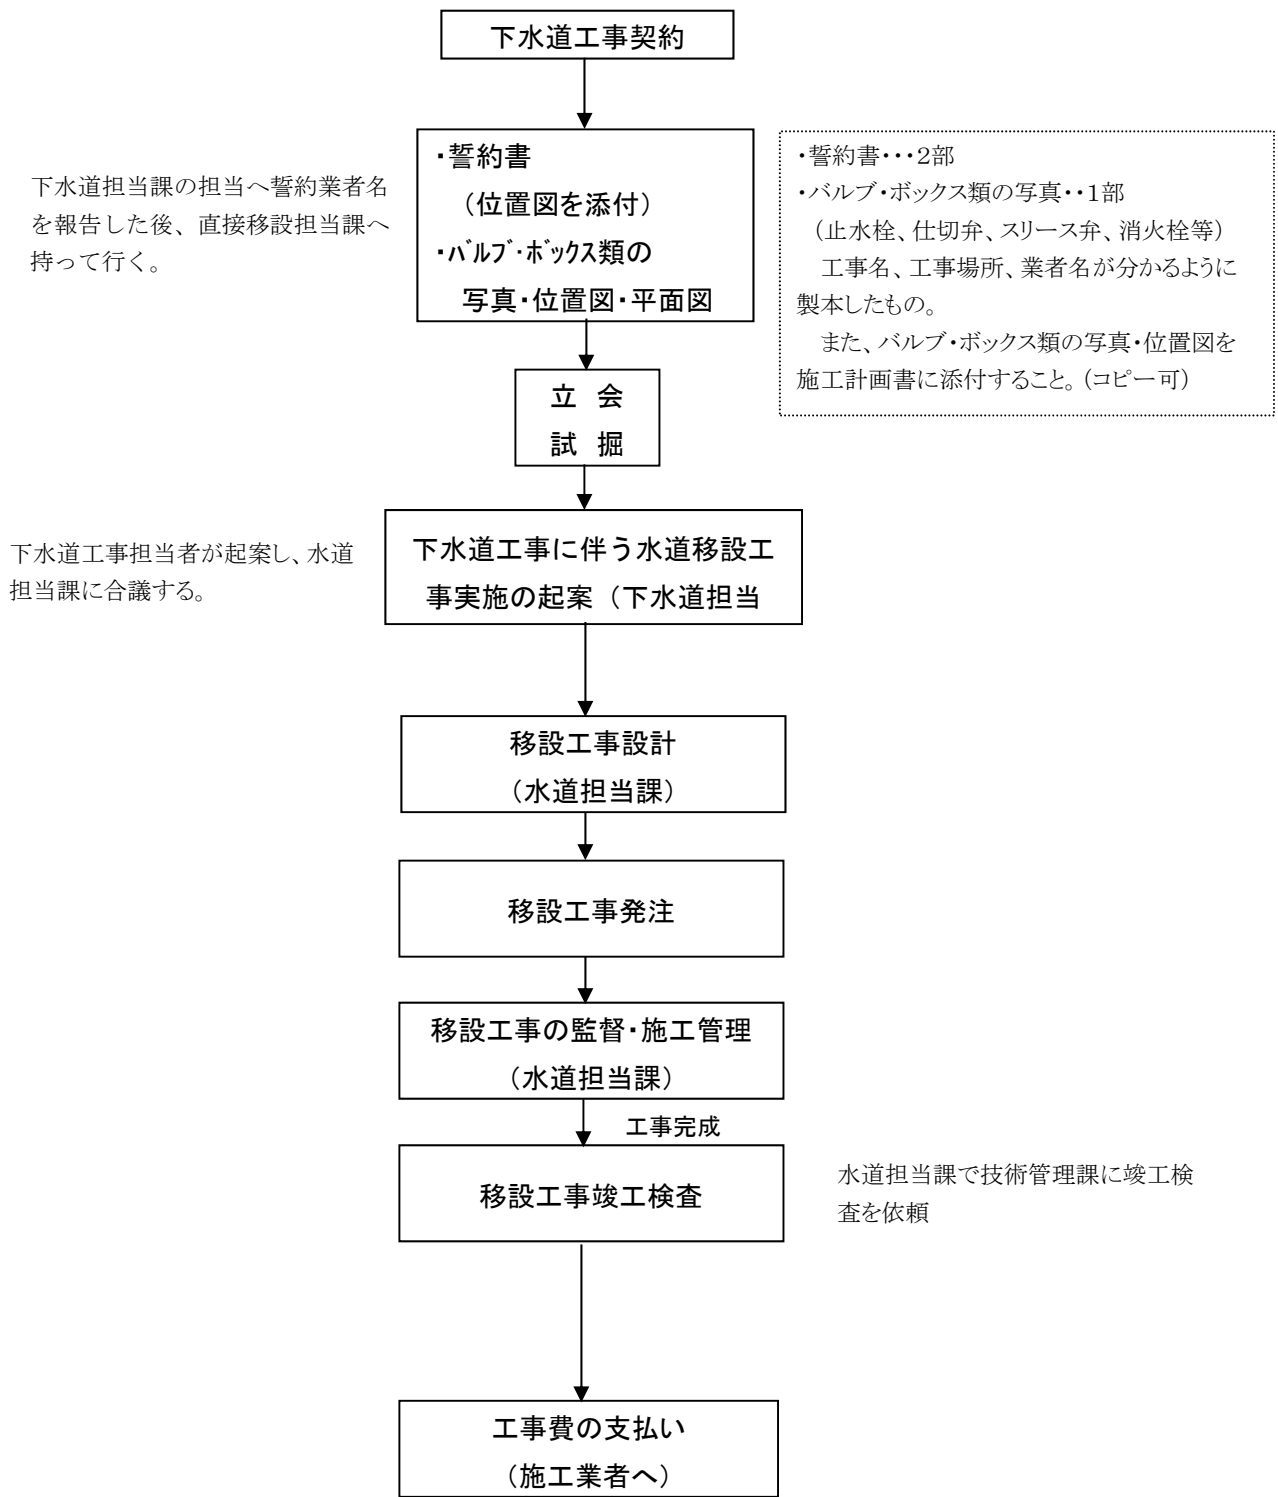 下水道工事契約
・誓約書
（位置図を添付）
・バルブ・ボックス類の
写真・位置図・平面図
下水道担当課の担当へ誓約業者名
を報告した後、直接移設担当課へ
持って行く。
・誓約書・・・2部
・バルブ・ボックス類の写真・・1部
（止水栓、仕切弁、スリース弁、消火栓等）
工事名、工事場所、業者名が分かるように
製本したもの。
また、バルブ・ボックス類の写真・位置図を
施工計画書に添付すること。（コピー可）
立 会
試 掘
下水道工事担当者が起案し、水道
担当課に合議する。
下水道工事に伴う水道移設工
事実施の起案（下水道担当
移設工事設計
（水道担当課）
移設工事発注
移設工事の監督・施工管理
（水道担当課）
工事完成
移設工事竣工検査
水道担当課で技術管理課に竣工検
査を依頼
工事費の支払い
（施工業者へ）